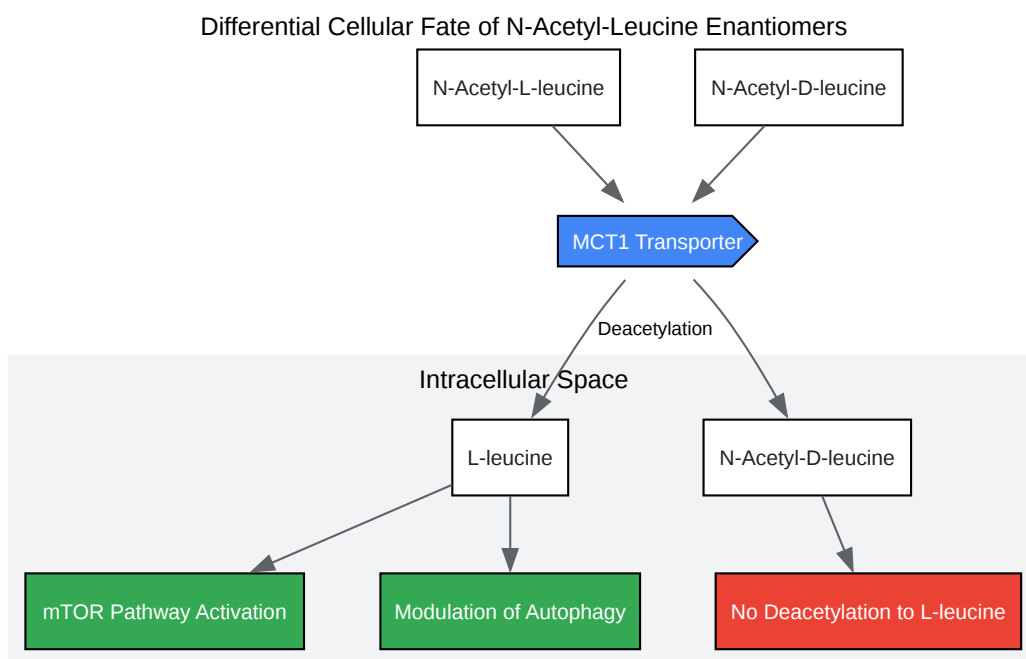 Differential Cellular Fate of N-Acetyl-Leucine Enantiomers
N-Acetyl-L-leucine
N-Acetyl-D-leucine
MCT1 Transporter
Deacetylation
Intracellular Space
L-leucine
N-Acetyl-D-leucine
mTOR Pathway Activation
Modulation of Autophagy
No Deacetylation to L-leucine